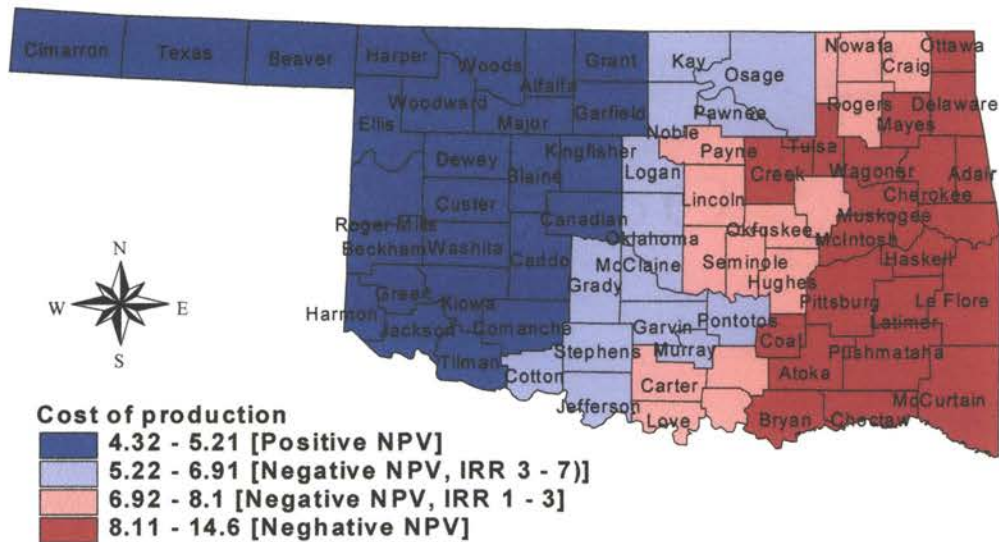 Cimarron
Texas
Beaver
Harper
Woods
Alfalfa
Grant
Kay
Osage
Nowata
Craig
Ottawa
Ellis
Woodward
Major
Garfield
Noble
Pawnee
Rogers
Mayes
Delaware
Dewey
Blaine
Kingfisher
Logan
Payne
Creek
Tulsa
Wagoner
Cherokee
Adair
Roger Mills
Custer
Canadian
Oklahoma
Lincoln
Okfuskee
Muskogee
McIntosh
Haskell
Beckham
Washita
Caddo
Grady
McClaine
Seminole
Hughes
Pittsburg
Le Flore
Latimer
Harmon
Greer
Kiowa
Jackson
Comanche
Tilman
Cotton
Stephens
Jefferson
Garvin
Murray
Pontotos
Coal
Carter
Love
Atoka
Pushmataha
Bryan
Choctaw
McCurtain
N
W E
S
Cost of production
4.32 - 5.21 [Positive NPV]
5.22 - 6.91 [Negative NPV, IRR 3 - 7)]
6.92 - 8.1 [Negative NPV, IRR 1 - 3]
8.11 - 14.6 [Neghative NPV]